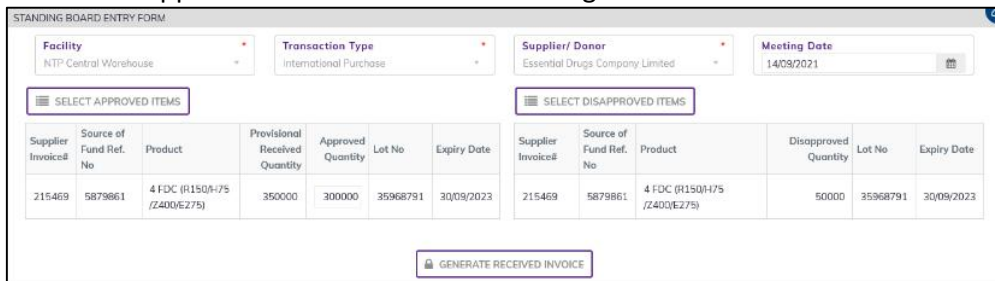 STANDING BOARD ENTRY FORM
Facility *
NTP Central Warehouse
Transaction Type *
International Purchase
Supplier/ Donor *
Essential Drugs Company Limited
Meeting Date
14/09/2021
SELECT APPROVED ITEMS
Supplier Invoice# Source of Fund Ref. No Product Provisional Received Quantity Approved Quantity Lot No Expiry Date
215469 5879861 4 FDC (R150/H75 /Z400/E275) 350000 300000 35968791 30/09/2023
SELECT DISAPPROVED ITEMS
Supplier Invoice# Source of Fund Ref. No Product Disapproved Quantity Lot No Expiry Date
215469 5879861 4 FDC (R150/H75 /Z400/E275) 50000 35968791 30/09/2023
GENERATE RECEIVED INVOICE